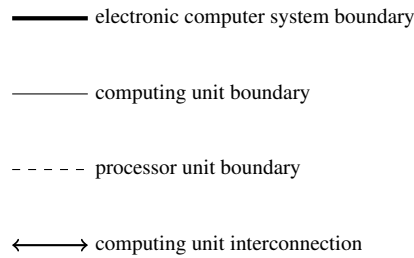 electronic computer system boundary
computing unit boundary
processor unit boundary
computing unit interconnection